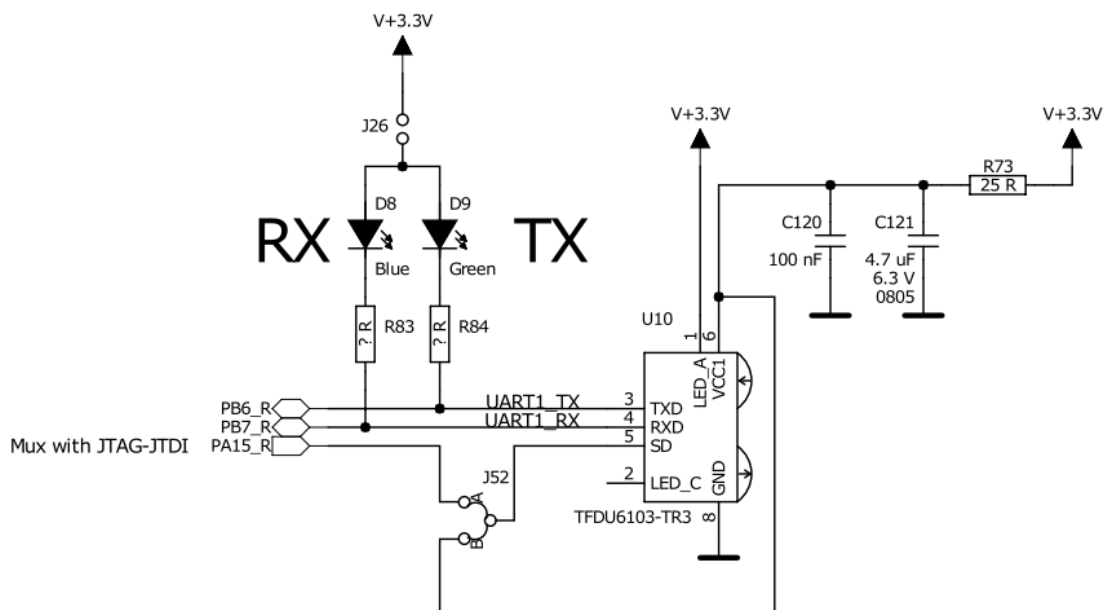 V+3.3V
J26
V+3.3V
V+3.3V
R73
25 R
D8
D9
RX
TX
Blue
Green
C120
100 nF
C121
4.7 uF
6.3 V
0805
? R
R83
? R
R84
U10
1
6
LED_A
VCC1
PB6_R
UART1_TX
3
TXD
PB7_R
UART1_RX
4
RXD
Mux with JTAG-JTDI
PA15_R
5
SD
J52
A
B
2
LED_C
GND
TFDU6103-TR3
8